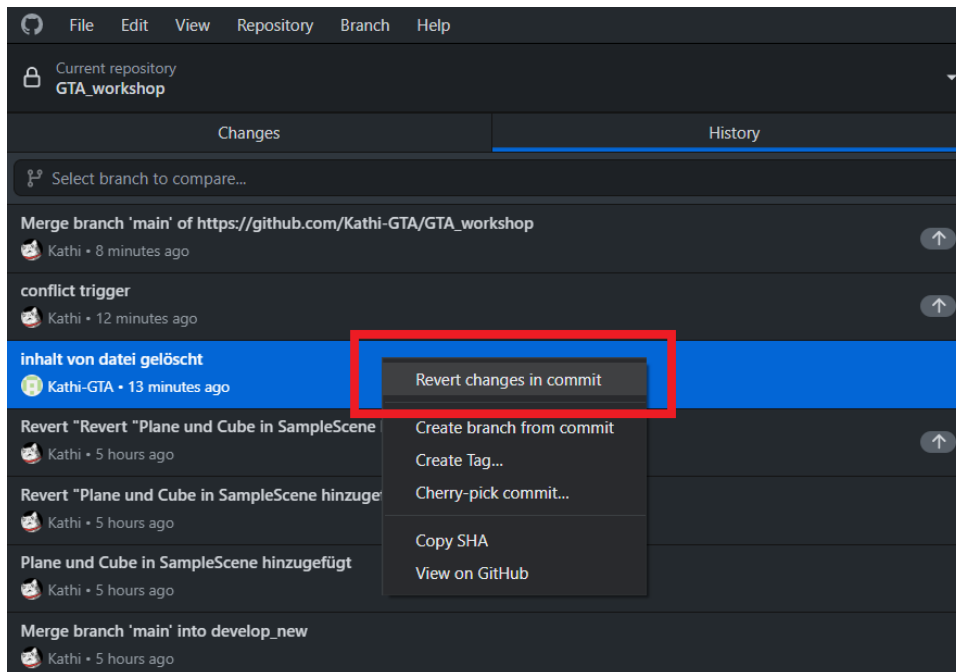 File Edit View Repository Branch Help
Current repository
GTA_workshop
Changes History
Select branch to compare...
Merge branch 'main' of https://github.com/Kathi-GTA/GTA_workshop
Kathi • 8 minutes ago
conflict trigger
Kathi • 12 minutes ago
inhalt von datei gelöscht
Kathi-GTA • 13 minutes ago
Revert changes in commit
Create branch from commit
Create Tag...
Cherry-pick commit...
Copy SHA
View on GitHub
Revert "Revert "Plane und Cube in SampleScene
Kathi • 5 hours ago
Revert "Plane und Cube in SampleScene hinzuge
Kathi • 5 hours ago
Plane und Cube in SampleScene hinzugefügt
Kathi • 5 hours ago
Merge branch 'main' into develop_new
Kathi • 5 hours ago